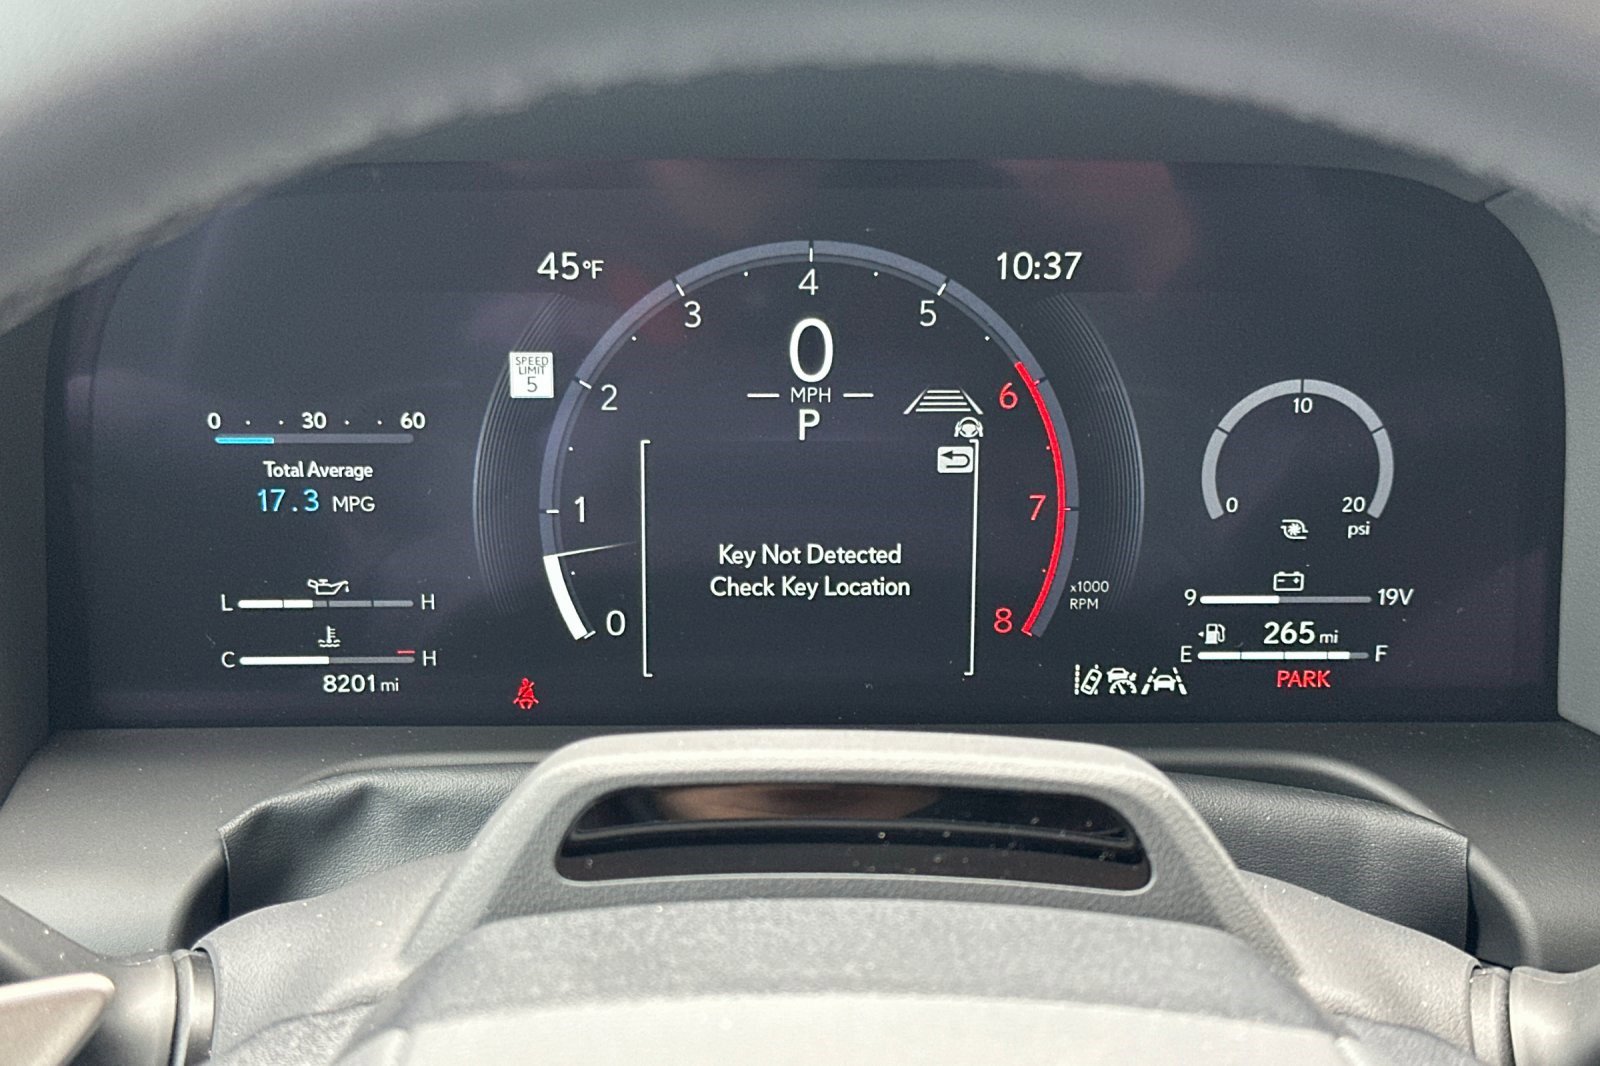 45°F
10:37
4
3
5
0
MPH
P
SPEED
LIMIT
5
2
6
0 30 60
Total Average
17.3 MPG
10
0
20
psi
1
7
Key Not Detected
Check Key Location
x1000
RPM
0
8
L H
C H
8201 mi
9 19V
265 mi
E F
PARK